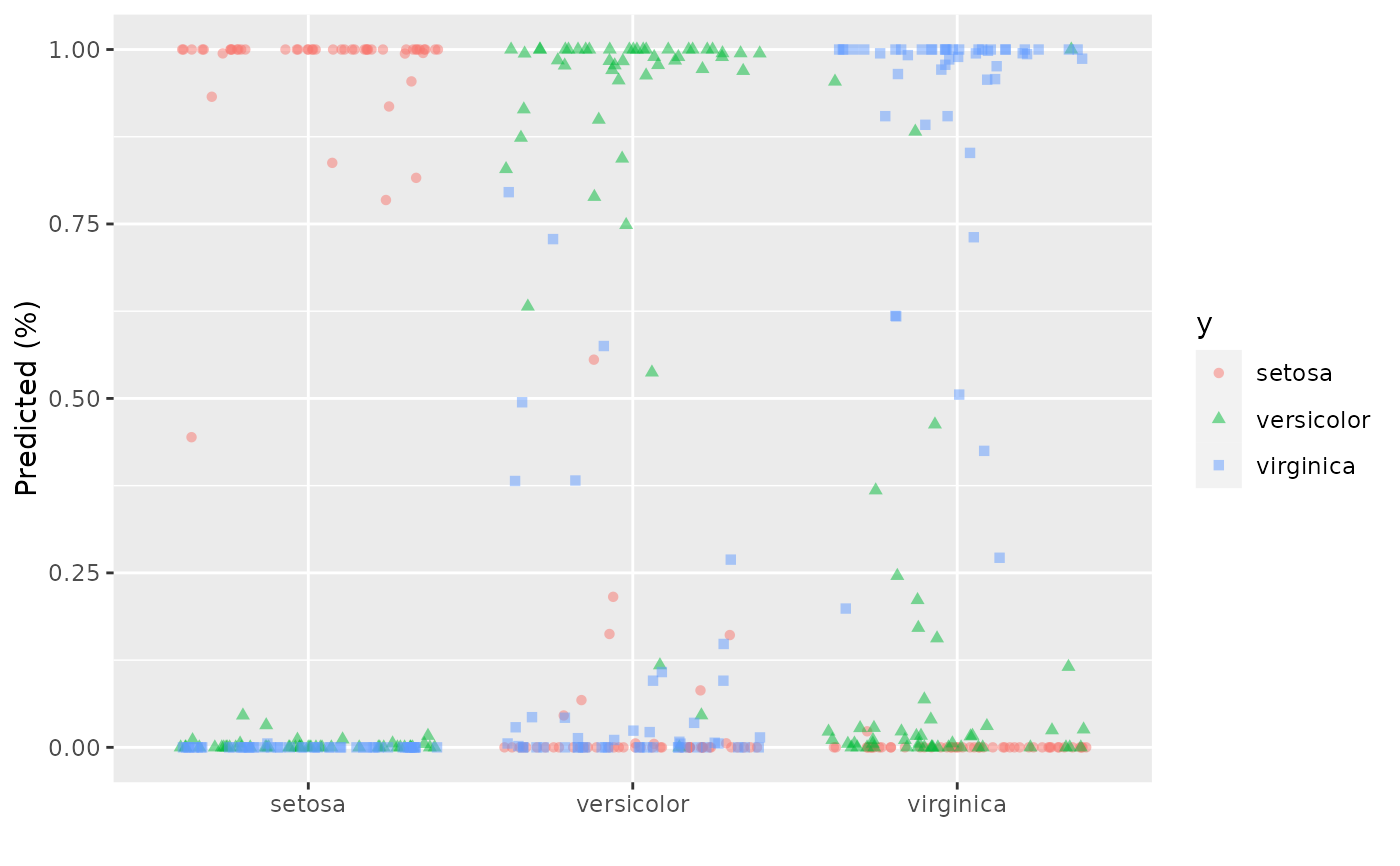 Predicted (%)
1.00
0.75
0.50
0.25
0.00
setosa
versicolor
virginica
y
setosa
versicolor
virginica